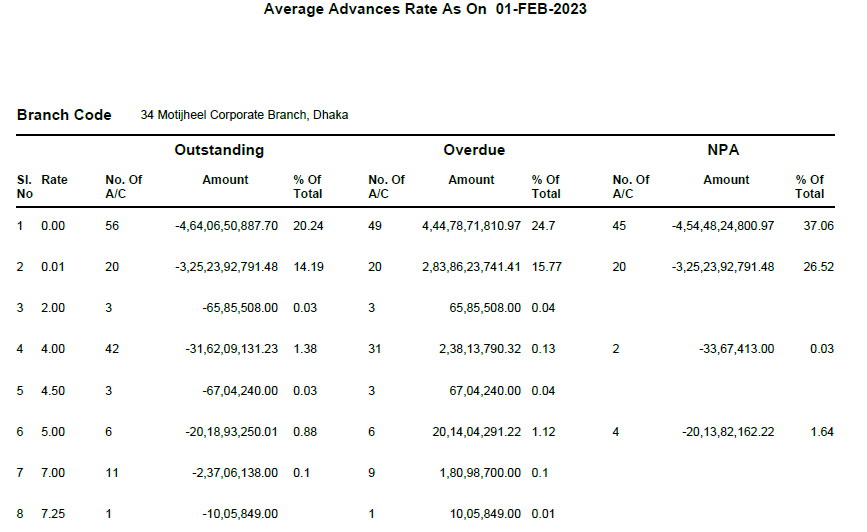 Average Advances Rate As On 01-FEB-2023
Branch Code 34 Motijheel Corporate Branch, Dhaka
Outstanding Overdue NPA
Sl. Rate No. Of Amount % Of No. Of Amount % Of No. Of Amount % Of
No A/C Total A/C Total A/C Total
1 0.00 56 -4,64,06,50,887.70 20.24 49 4,44,78,71,810.97 24.7 45 -4,54,48,24,800.97 37.06
2 0.01 20 -3,25,23,92,791.48 14.19 20 2,83,86,23,741.41 15.77 20 -3,25,23,92,791.48 26.52
3 2.00 3 -65,85,508.00 0.03 3 65,85,508.00 0.04
4 4.00 42 -31,62,09,131.23 1.38 31 2,38,13,790.32 0.13 2 -33,67,413.00 0.03
5 4.50 3 -67,04,240.00 0.03 3 67,04,240.00 0.04
6 5.00 6 -20,18,93,250.01 0.88 6 20,14,04,291.22 1.12 4 -20,13,82,162.22 1.64
7 7.00 11 -2,37,06,138.00 0.1 9 1,80,98,700.00 0.1
8 7.25 1 -10,05,849.00 1 10,05,849.00 0.01